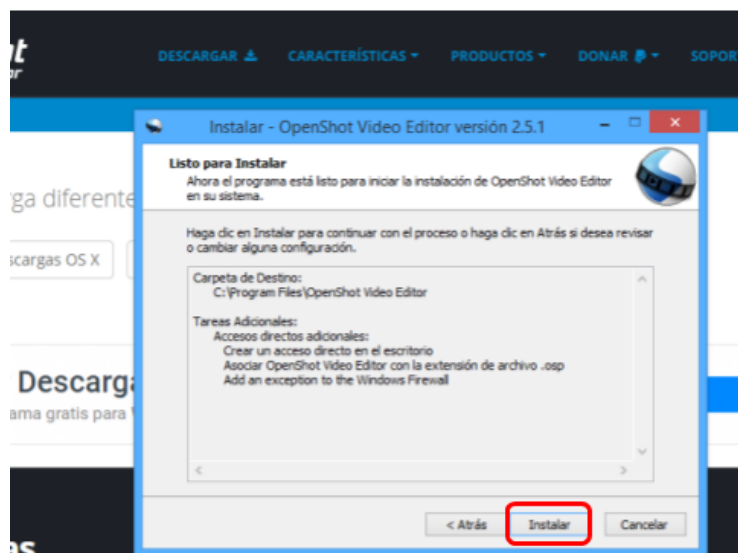 DESCARGAR CARACTERÍSTICAS PRODUCTOS DONAR SOPOR
Instalar - OpenShot Video Editor versión 2.5.1
Listo para Instalar
Ahora el programa está listo para iniciar la instalación de OpenShot Video Editor
en su sistema.
rga diferente
Haga clic en Instalar para continuar con el proceso o haga clic en Atrás si desea revisar
o cambiar alguna configuración.
scargas OS X
Carpeta de Destino:
C:\Program Files\OpenShot Video Editor
Tareas Adicionales:
Accesos directos adicionales:
Crear un acceso directo en el escritorio
Asociar OpenShot Video Editor con la extensión de archivo .osp
Add an exception to the Windows Firewall
Descarga
ama gratis para
< Atrás Instalar Cancelar